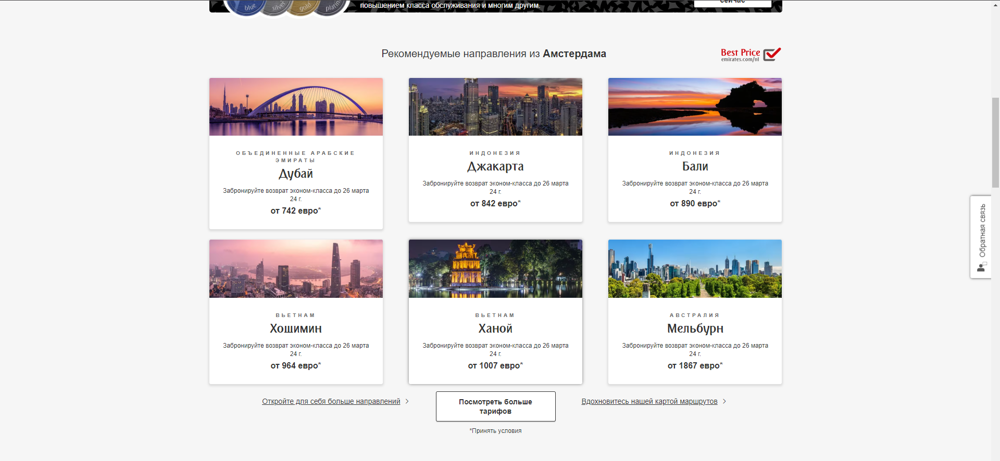 blue silver gold platin
повышением класса обслуживания и многим другим.
сейчас
Рекомендуемые направления из Амстердама
Best Price
emirates.com/nl
ОБЪЕДИНЕННЫЕ АРАБСКИЕ
ЭМИРАТЫ
Дубай
Забронируйте возврат эконом-класса до 26 марта
24 г.
от 742 евро*
ИНДОНЕЗИЯ
Джакарта
Забронируйте возврат эконом-класса до 26 марта
24 г.
от 842 евро*
ИНДОНЕЗИЯ
Бали
Забронируйте возврат эконом-класса до 26 марта
24 г.
от 890 евро*
ВЬЕТНАМ
Хошимин
Забронируйте возврат эконом-класса до 26 марта
24 г.
от 964 евро*
ВЬЕТНАМ
Ханой
Забронируйте возврат эконом-класса до 26 марта
24 г.
от 1007 евро*
АВСТРАЛИЯ
Мельбурн
Забронируйте возврат эконом-класса до 26 марта
24 г.
от 1867 евро*
Откройте для себя больше направлений
Посмотреть больше
тарифов
Вдохновитесь нашей картой маршрутов
*Принять условия
Обратная связь